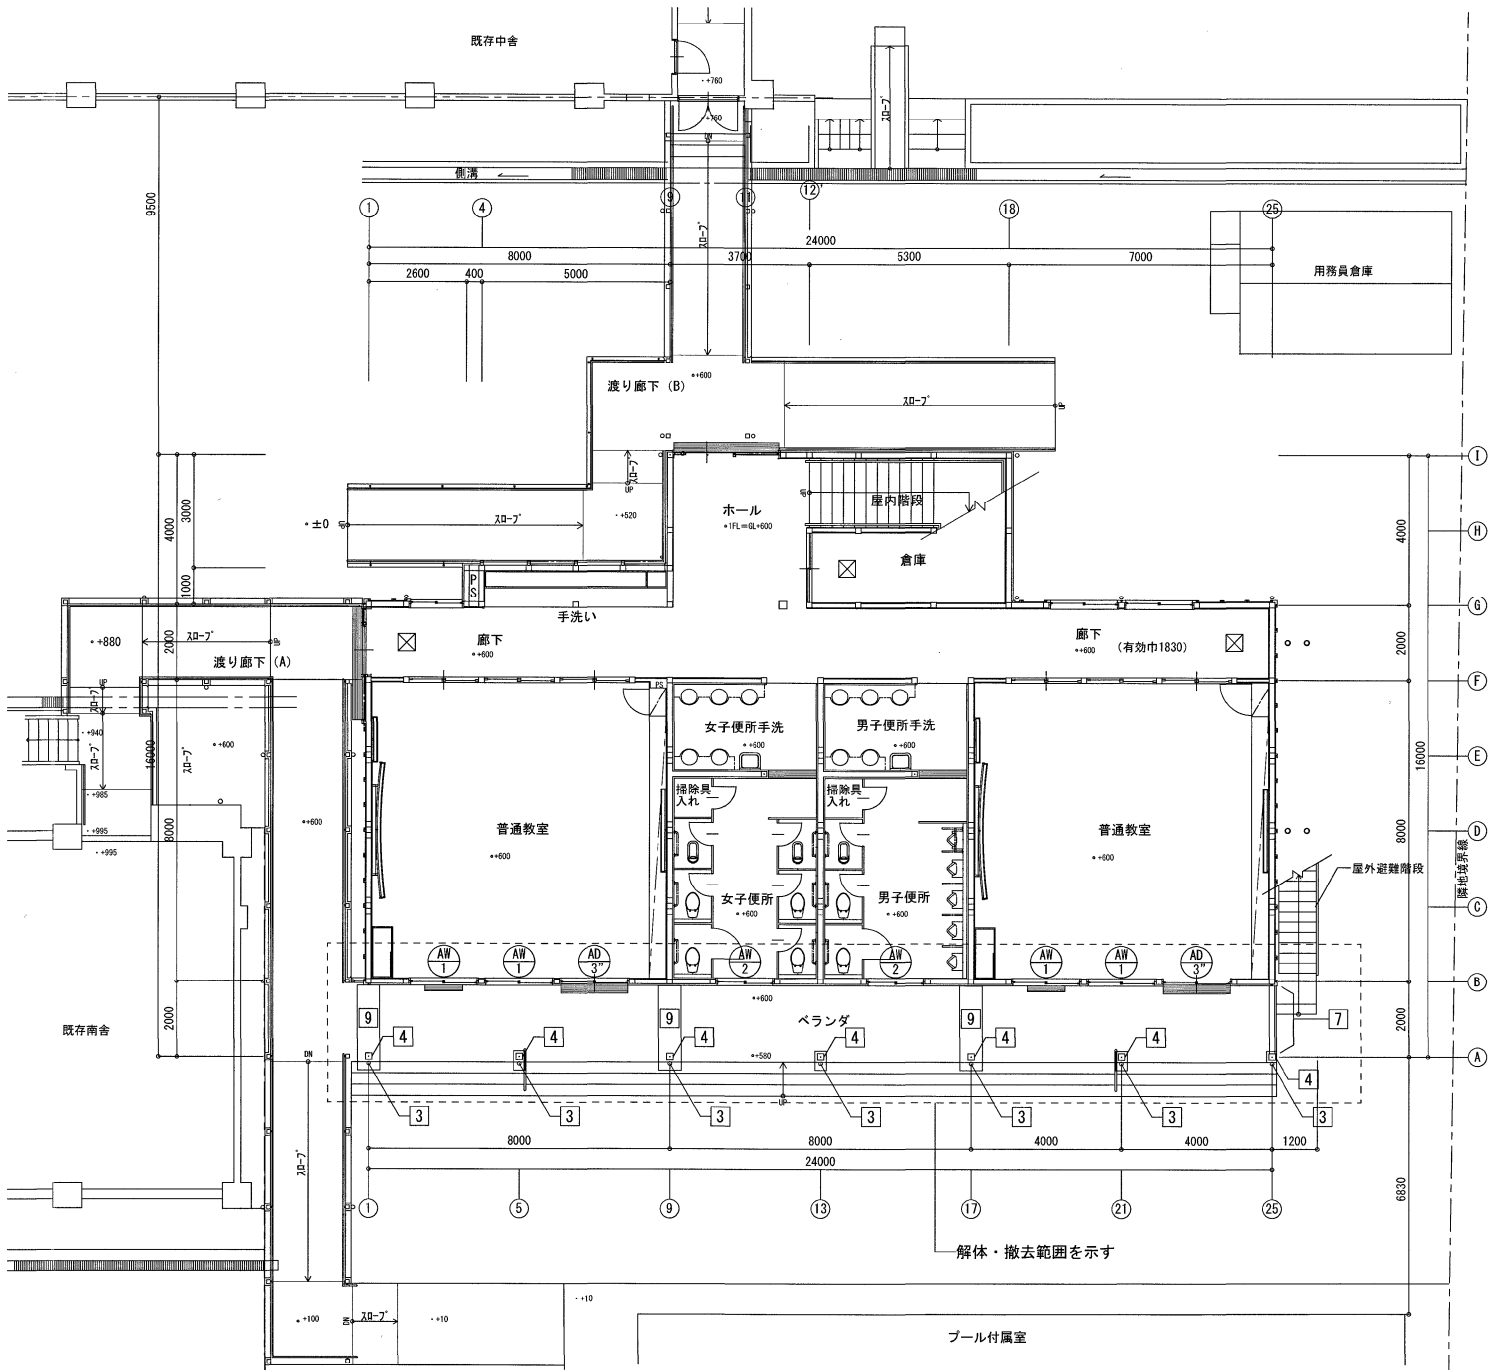 既存中舎
+760
+760
DN
スロープ
側溝
9
11
12'
1
4
18
25
24000
8000
3700
5300
7000
2600
400
5000
スロープ
用務員倉庫
9500
渡り廊下 (B)
+600
スロープ
UP
I
スロープ
UP
ホール
1FL=GL+600
屋内階段
UP
±0
UP
スロープ
+520
H
4000
3000
4000
倉庫
1000
PS
手洗い
G
+880
スロープ
UP
2000
渡り廊下 (A)
廊下
+600
廊下
+600
(有効巾1830)
2000
F
UP
スロープ
PS
+940
スロープ
16000
スロープ
+600
女子便所手洗
+600
男子便所手洗
+600
E
16000
+985
掃除具
入れ
掃除具
入れ
+995
+995
8000
+600
普通教室
+600
普通教室
+600
D
8000
隣地境界線
屋外避難階段
女子便所
+600
男子便所
+600
C
AW
1
AW
1
AD
3"
AW
2
AW
2
AW
1
AW
1
AD
3"
B
+600
既存南舎
2000
9
9
ベランダ
9
7
2000
4
4
4
4
4
4
DN
+580
A
4
UP
3
3
3
3
3
3
3
8000
8000
4000
4000
1200
スロープ
24000
6830
1
5
9
13
17
21
25
解体・撤去範囲を示す
+10
+100
DN
スロープ
+10
プール付属室